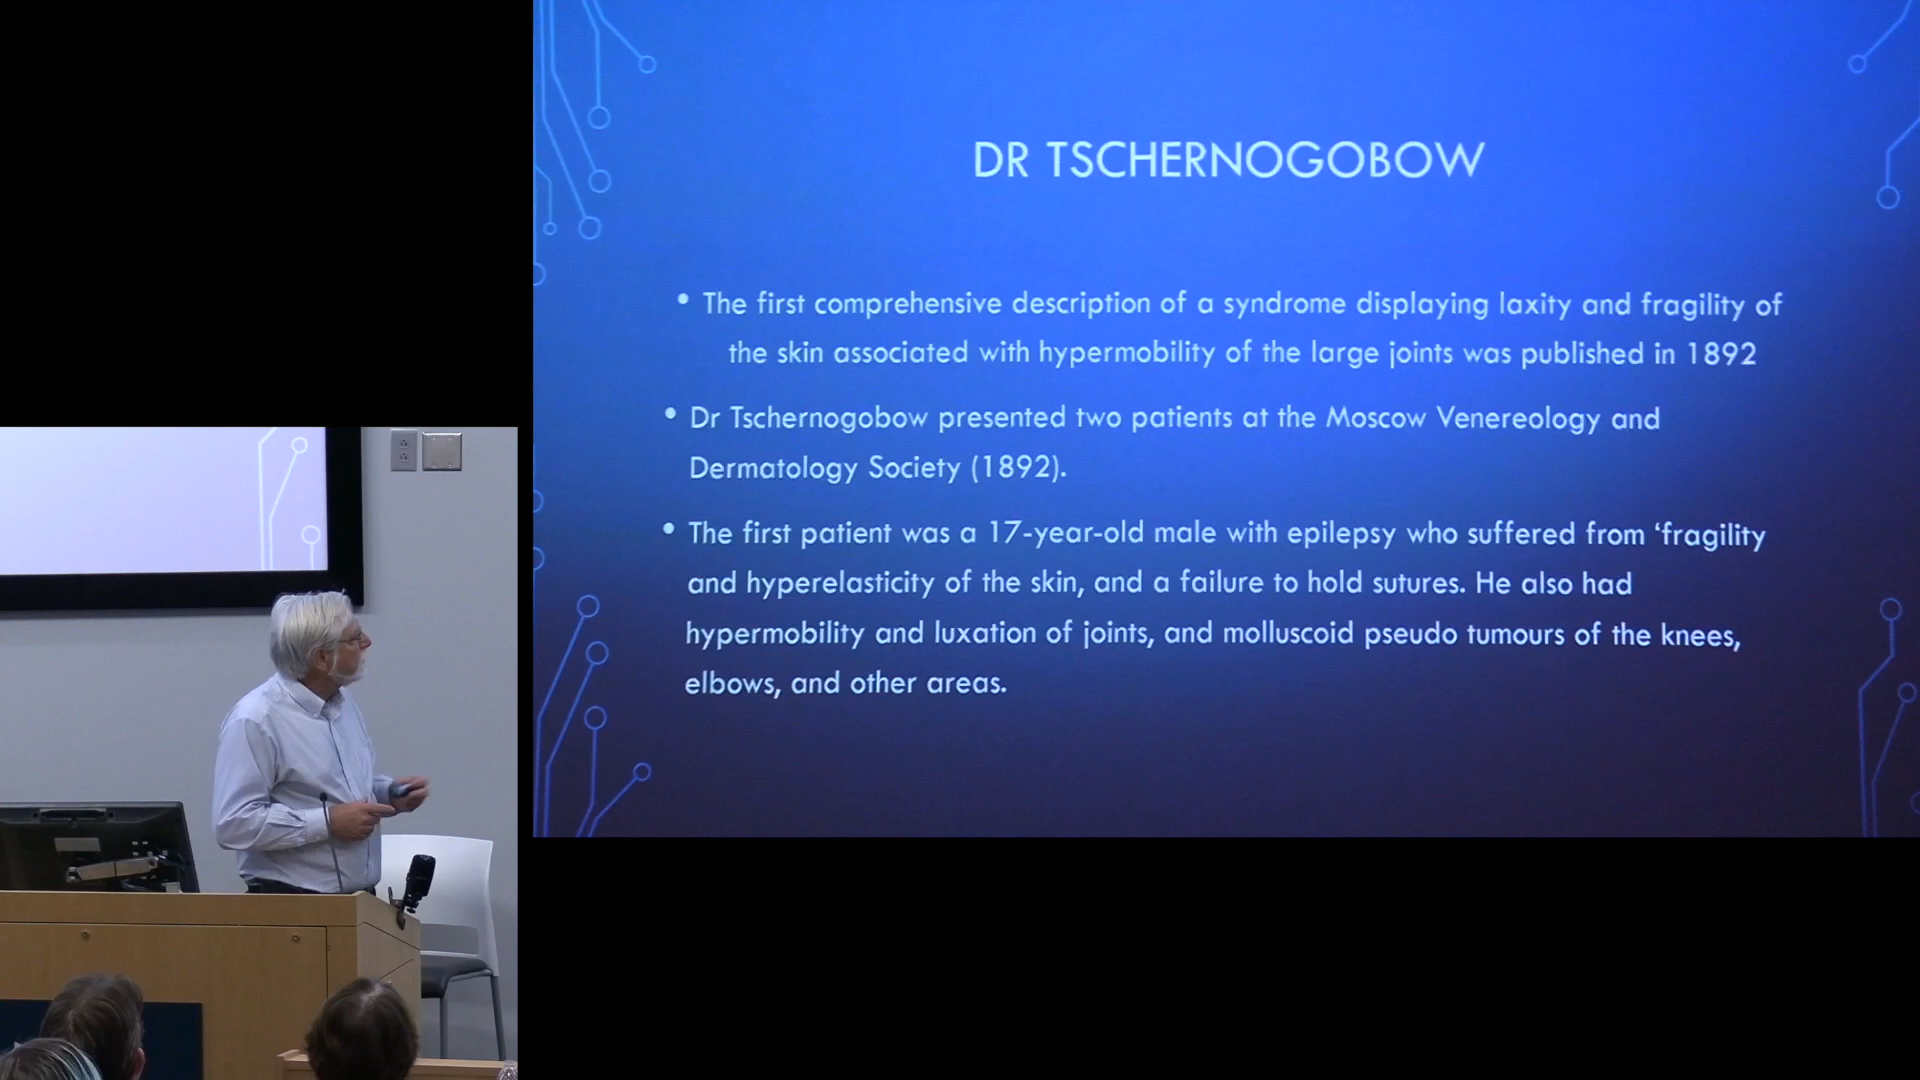 DR TSCHERNOGOBOW
• The first comprehensive description of a syndrome displaying laxity and fragility of
the skin associated with hypermobility of the large joints was published in 1892
• Dr Tschernogobow presented two patients at the Moscow Venereology and
Dermatology Society (1892).
• The first patient was a 17-year-old male with epilepsy who suffered from ‘fragility
and hyperelasticity of the skin, and a failure to hold sutures. He also had
hypermobility and luxation of joints, and molluscoid pseudo tumours of the knees,
elbows, and other areas.